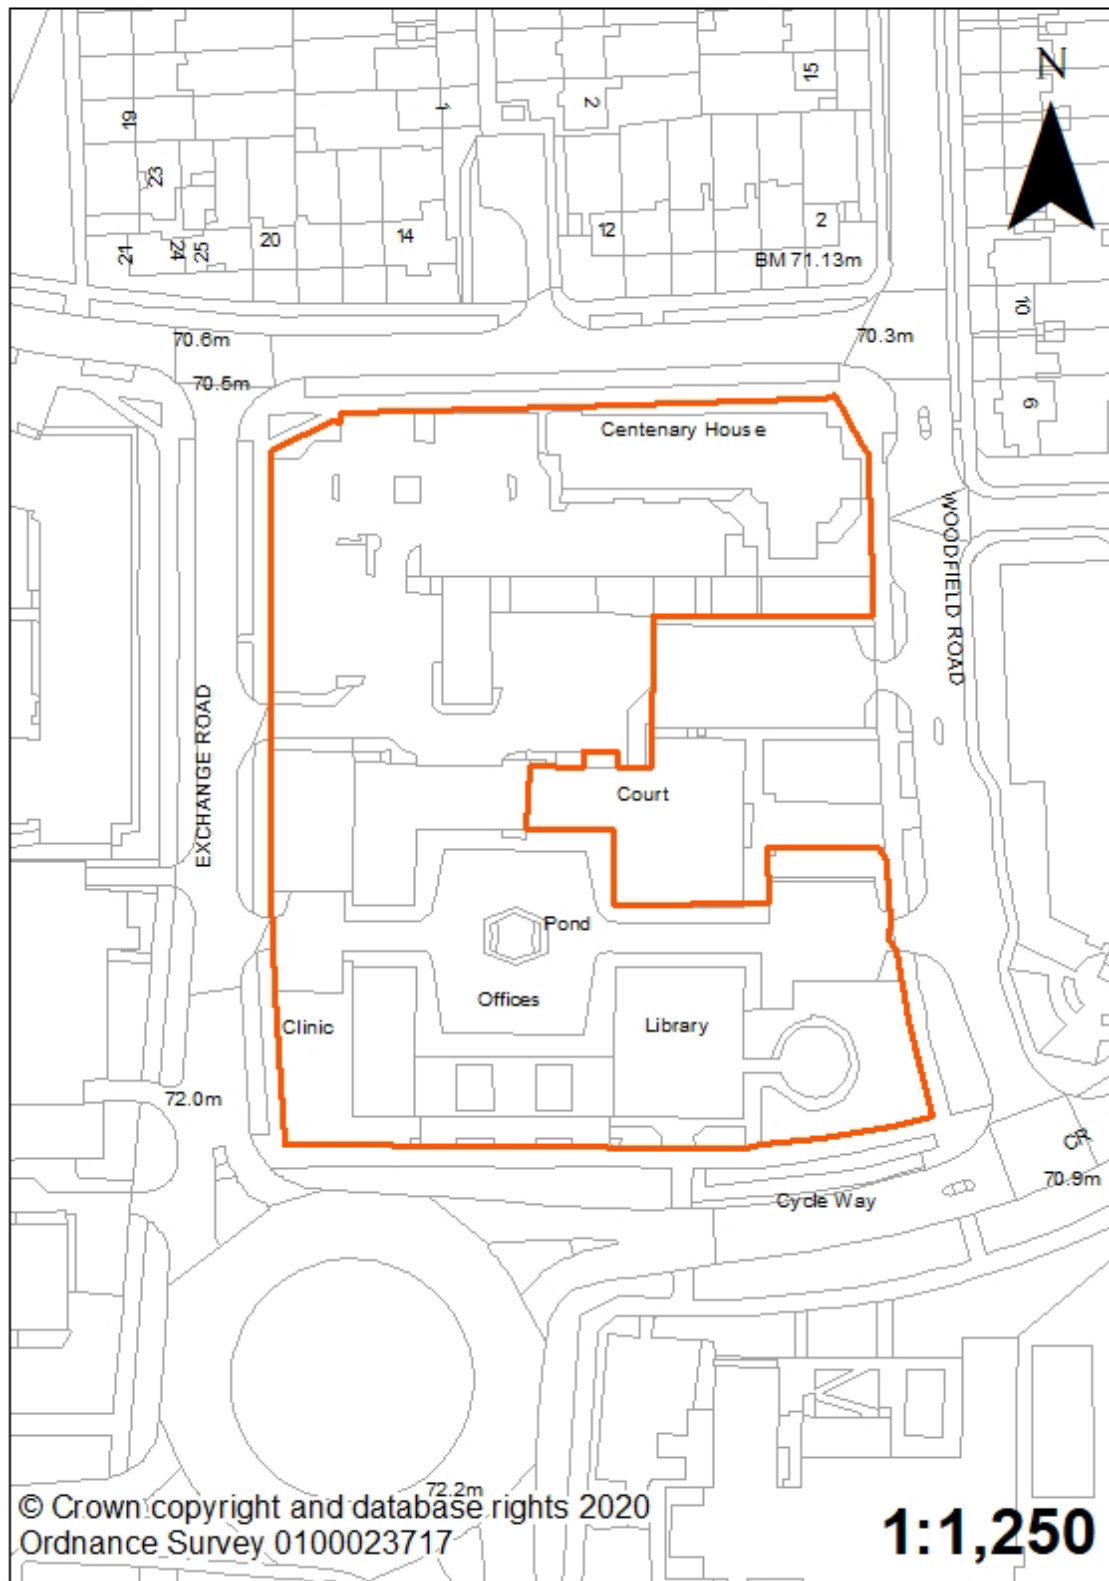 N
15
2
1
19
23
2
12
14
20
25
24
21
BM 71.13m
10
70.6m
70.3m
70.5m
6
Centenary House
WOODFIELD ROAD
EXCHANGE ROAD
Court
Pond
Offices
Clinic
Library
72.0m
CR
70.9m
Cycle Way
72.2m
© Crown copyright and database rights 2020
Ordnance Survey 0100023717
1:1,250